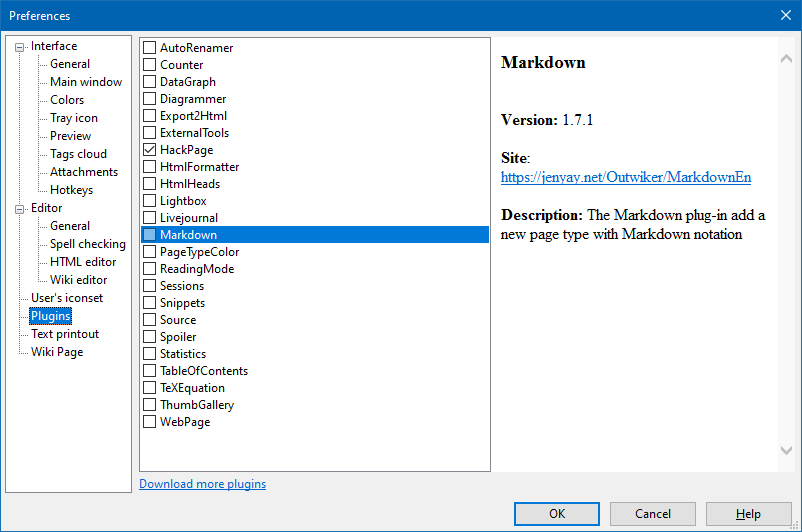 Preferences
Interface
General
Main window
Colors
Tray icon
Preview
Tags cloud
Attachments
Hotkeys
Editor
General
Spell checking
HTML editor
Wiki editor
User's iconset
Plugins
Text printout
Wiki Page
AutoRenamer
Counter
DataGraph
Diagrammer
Export2Html
ExternalTools
HackPage
HtmlFormatter
HtmlHeads
Lightbox
Livejournal
Markdown
PageTypeColor
ReadingMode
Sessions
Snippets
Source
Spoiler
Statistics
TableOfContents
TeXEquation
ThumbGallery
WebPage
Download more plugins
Markdown
Version: 1.7.1
Site:
https://jenyay.net/Outwiker/MarkdownEn
Description: The Markdown plug-in add a
new page type with Markdown notation
OK
Cancel
Help